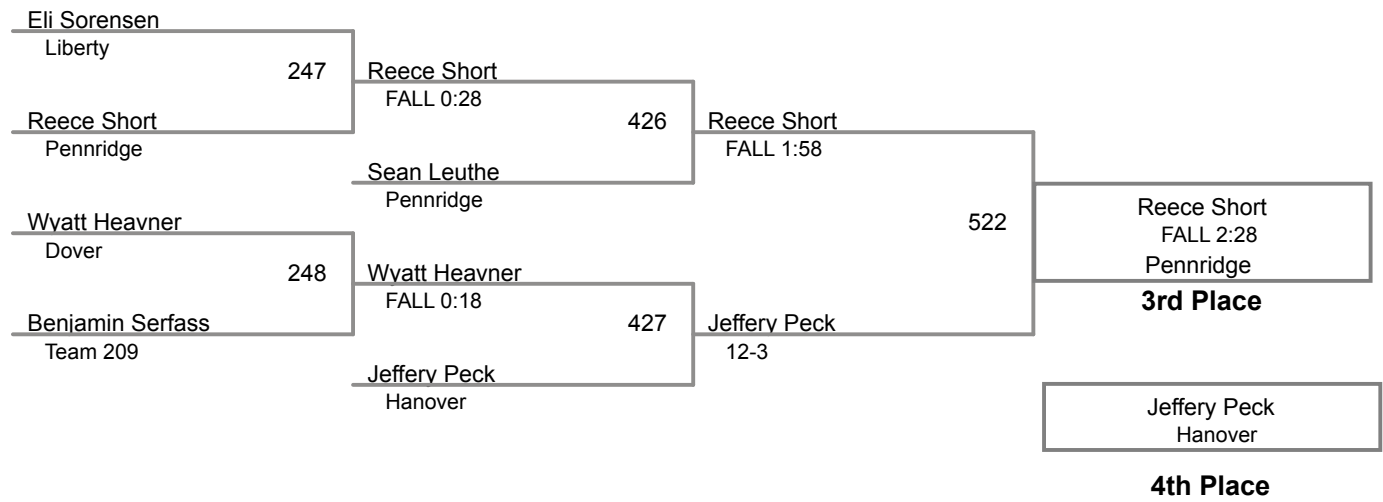 Eli Sorensen
Liberty
247
Reece Short
FALL 0:28
Reece Short
Pennridge
426
Reece Short
FALL 1:58
Sean Leuthe
Pennridge
Wyatt Heavner
Dover
522
Reece Short
FALL 2:28
Pennridge
3rd Place
248
Wyatt Heavner
FALL 0:18
Benjamin Serfass
Team 209
427
Jeffery Peck
12-3
Jeffery Peck
Hanover
Jeffery Peck
Hanover
4th Place